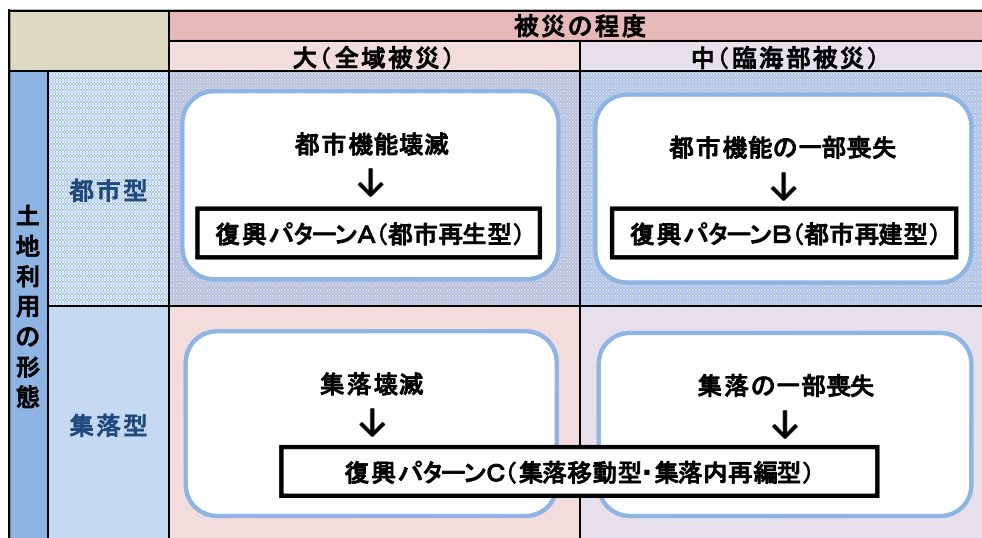 被災の程度
大（全域被災）
中（臨海部被災）
土地利用の形態
都市型
都市機能壊滅
↓
復興パターンA（都市再生型）
都市機能の一部喪失
↓
復興パターンB（都市再建型）
集落型
集落壊滅
↓
集落の一部喪失
↓
復興パターンC（集落移動型・集落内再編型）